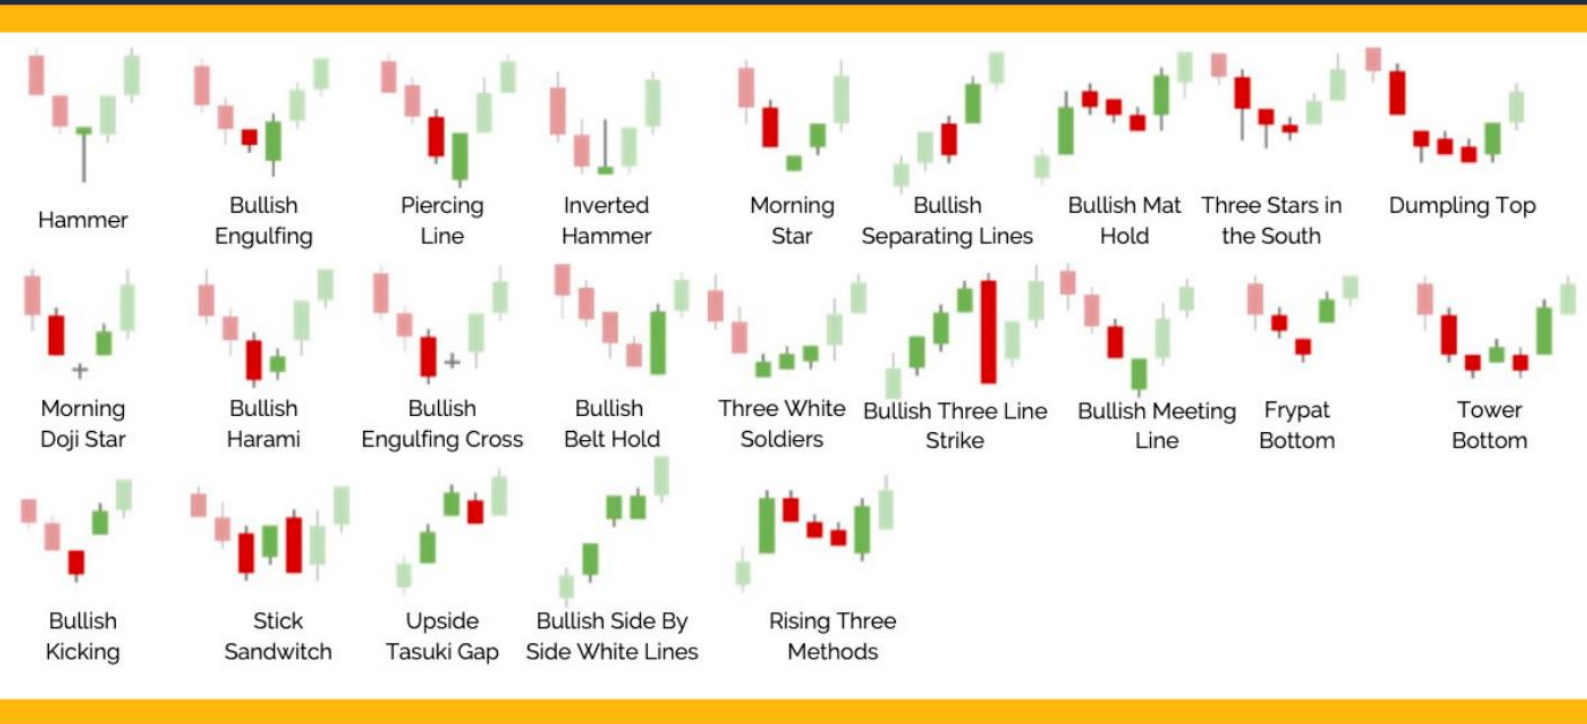 Hammer
Bullish
Engulfing
Piercing
Line
Inverted
Hammer
Morning
Star
Bullish
Separating Lines
Bullish Mat
Hold
Three Stars in
the South
Dumpling Top
Morning
Doji Star
Bullish
Harami
Bullish
Engulfing Cross
Bullish
Belt Hold
Three White
Soldiers
Bullish Three Line
Strike
Bullish Meeting
Line
Frypat
Bottom
Tower
Bottom
Bullish
Kicking
Stick
Sandwitch
Upside
Tasuki Gap
Bullish Side By
Side White Lines
Rising Three
Methods